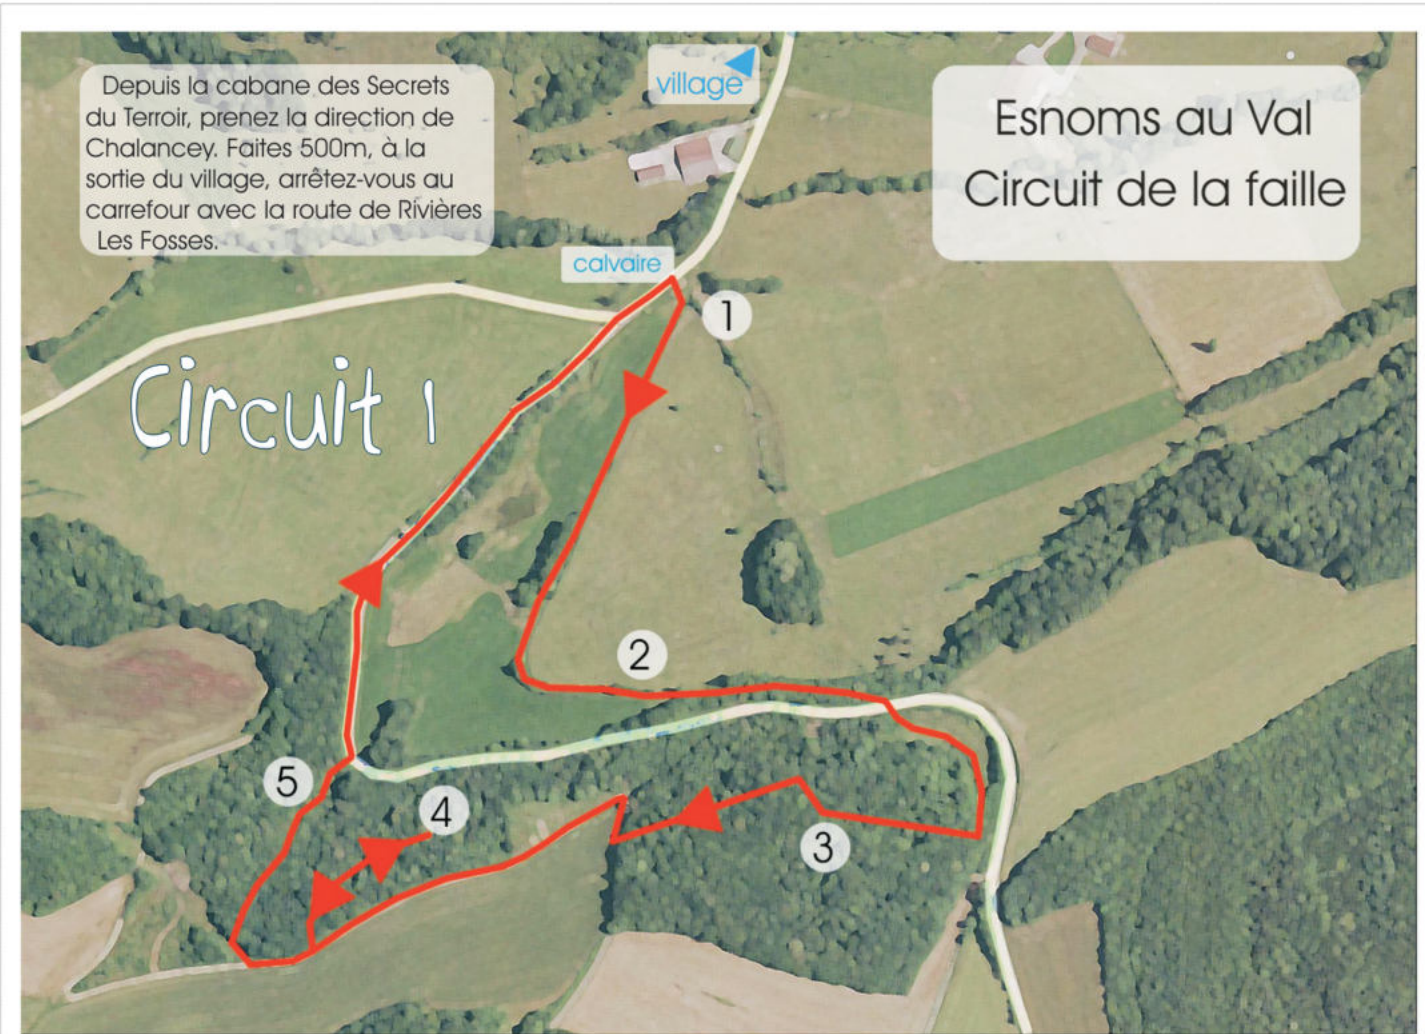 village
Depuis la cabane des Secrets
du Terroir, prenez la direction de
Chalancey. Faites 500m, à la
sortie du village, arrêtez-vous au
carrefour avec la route de Rivières
Les Fosses.
Esnoms au Val
Circuit de la faille
calvaire
1
Circuit 1
2
5
4
3